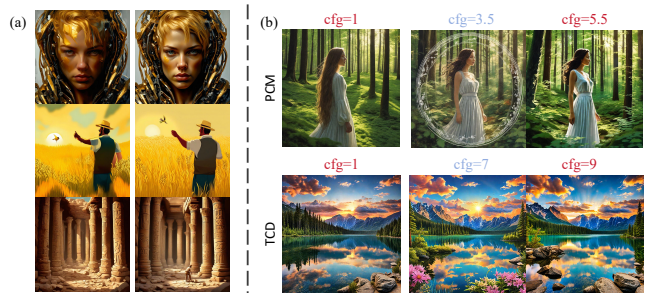 (a)
(b)
cfg=1 cfg=3.5 cfg=5.5
PCM
cfg=1 cfg=7 cfg=9
TCD